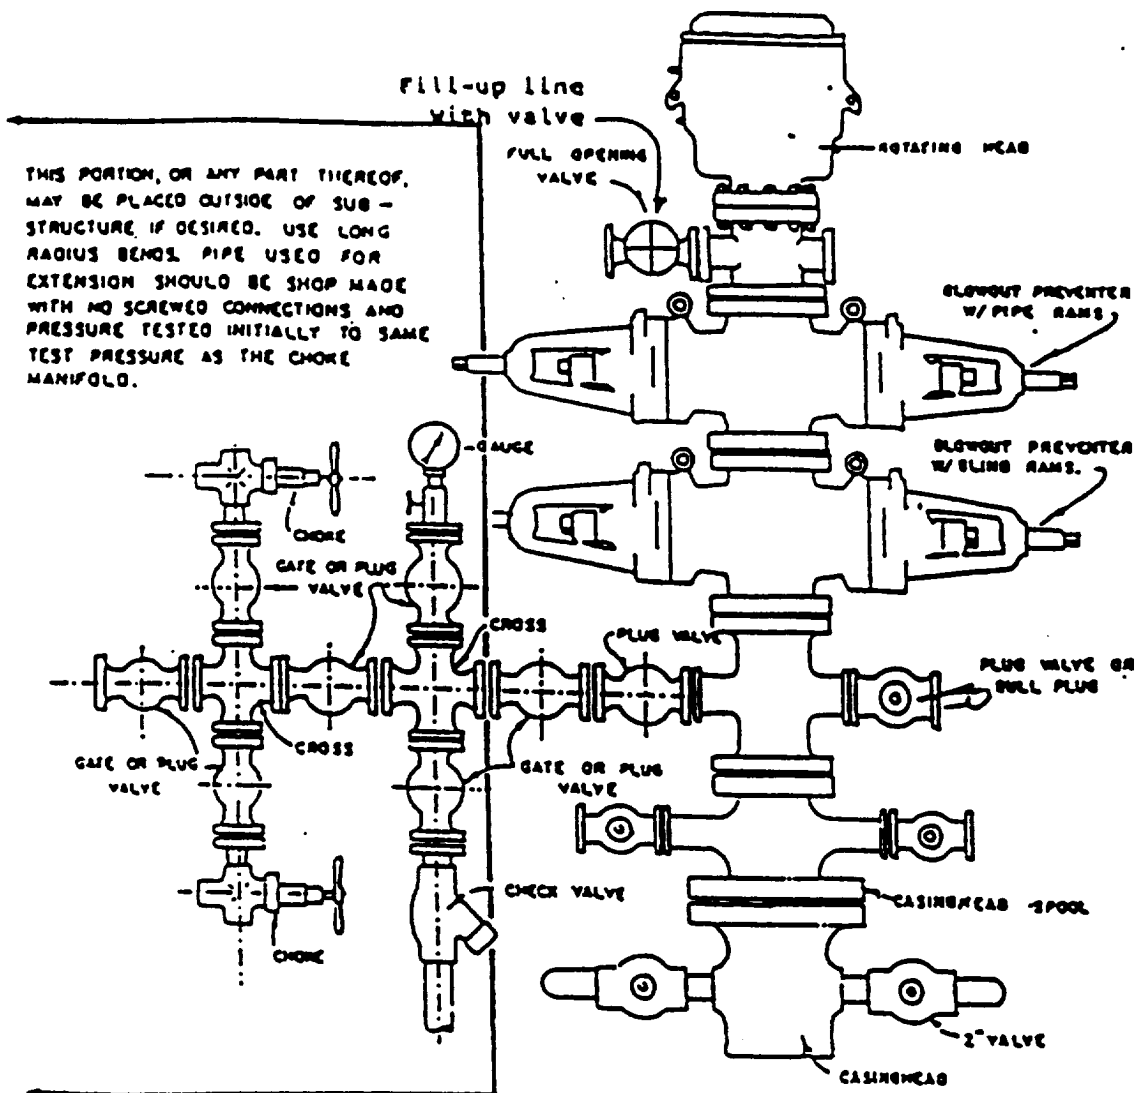 Fill-up line
with valve
FULL OPENING
VALVE
ROTATING HEAD
THIS PORTION, OR ANY PART THEREOF,
MAY BE PLACED OUTSIDE OF SUB-
STRUCTURE IF DESIRED. USE LONG
RADIUS BENDS. PIPE USED FOR
EXTENSION SHOULD BE SHOP MADE
WITH NO SCREWED CONNECTIONS AND
PRESSURE TESTED INITIALLY TO SAME
TEST PRESSURE AS THE CHOKE
MANIFOLD.
BLOWOUT PREVENTER
W/ PIPE RAMS.
GAUGE
BLOWOUT PREVENTER
W/ BLIND RAMS.
CHOKE
GATE OR PLUG
VALVE
CROSS
PLUG VALVE
PLUG VALVE OR
BULL PLUG
CROSS
GATE OR PLUG
VALVE
GATE OR PLUG
VALVE
CHECK VALVE
CASINGHEAD SPOOL
CHOKE
2" VALVE
CASINGHEAD